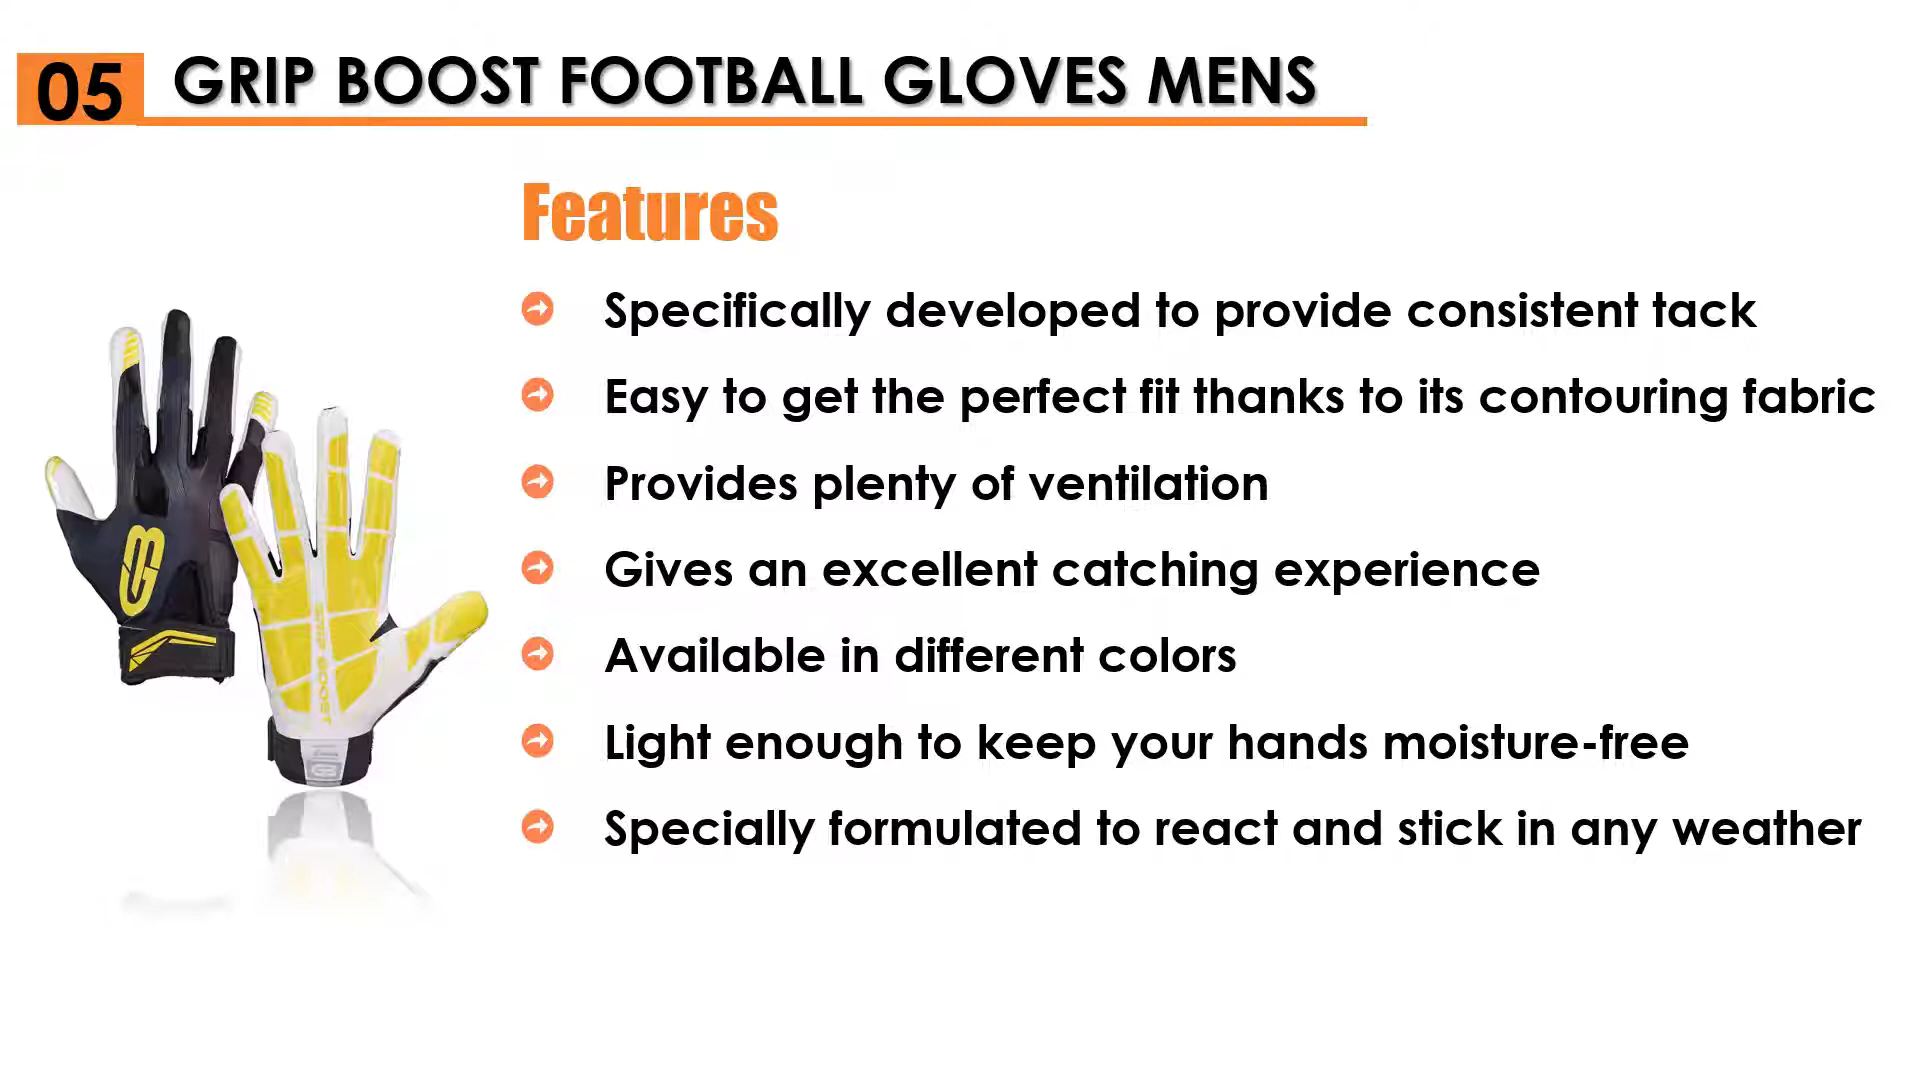 05 GRIP BOOST FOOTBALL GLOVES MENS
Features
Specifically developed to provide consistent tack
Easy to get the perfect fit thanks to its contouring fabric
Provides plenty of ventilation
Gives an excellent catching experience
Available in different colors
Light enough to keep your hands moisture-free
Specially formulated to react and stick in any weather
GRIP BOOST